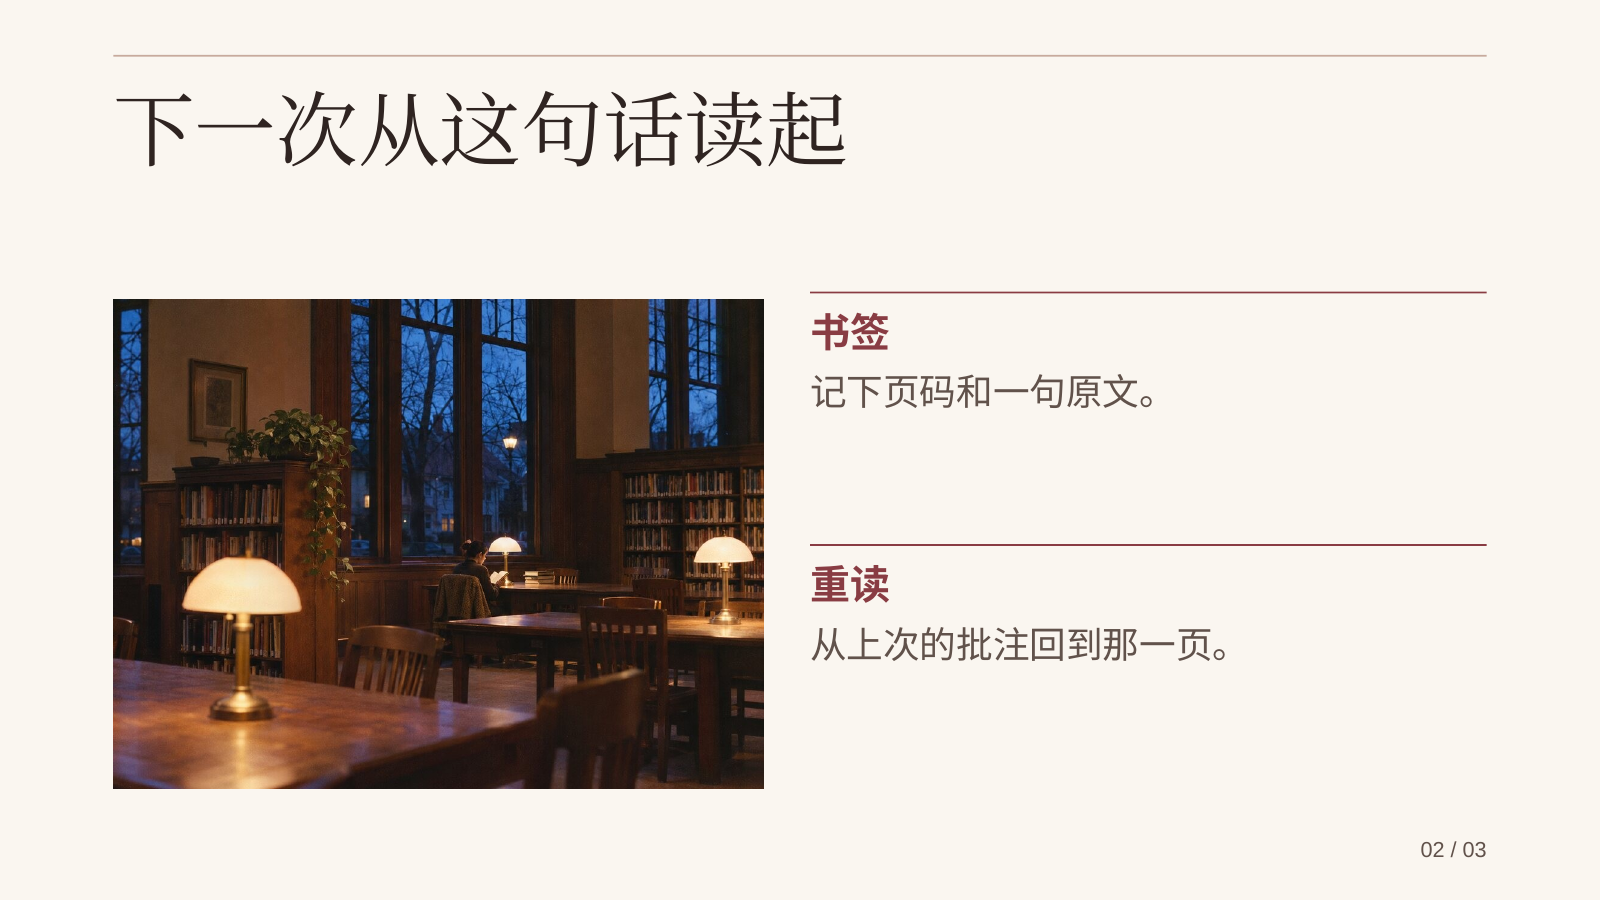 下一次从这句话读起
书签
记下页码和一句原文。
重读
从上次的批注回到那一页。
02 / 03